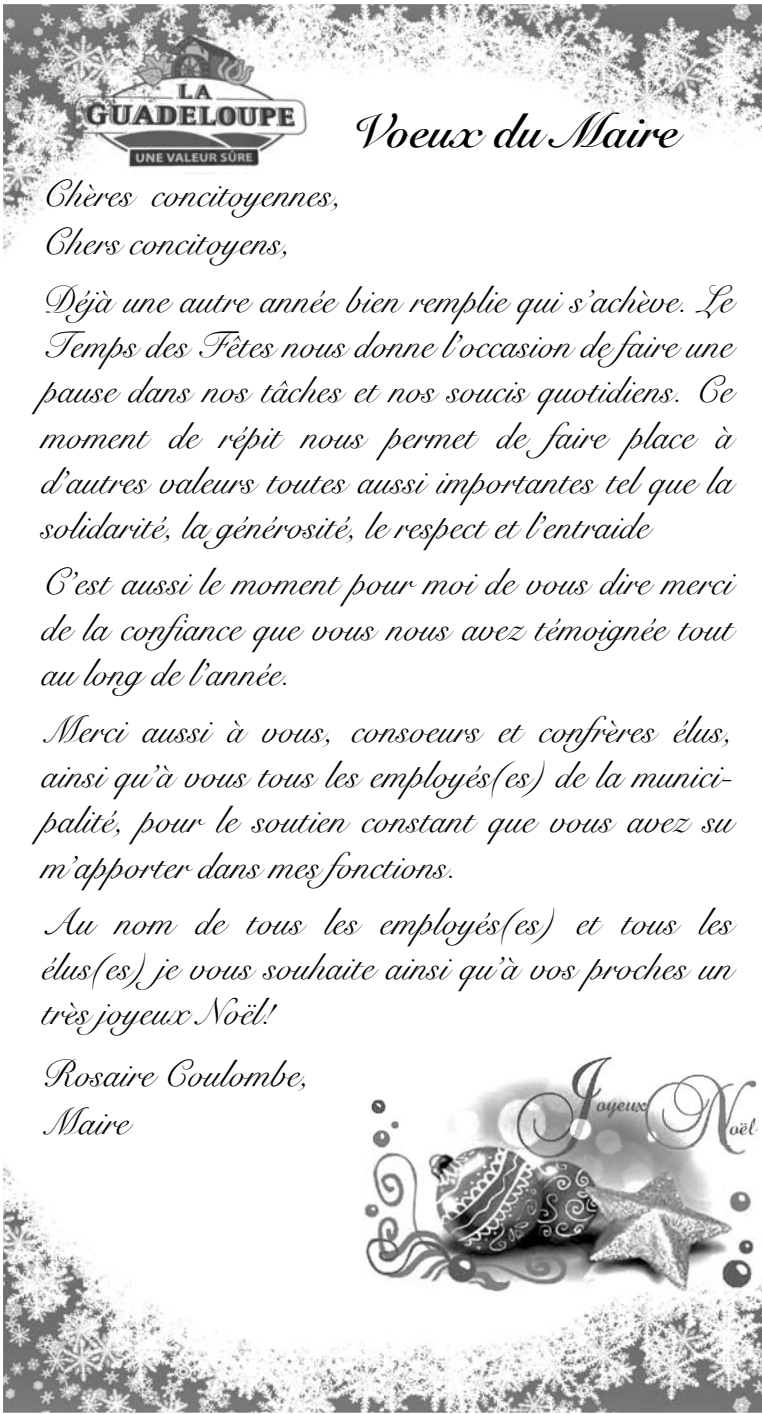 LA
GUADELOUPE
UNE VALEUR SÛRE
Voeux du Maire
Chères concitoyennes,
Chers concitoyens,
Déjà une autre année bien remplie qui s'achève. Le
Temps des Fêtes nous donne l'occasion de faire une
pause dans nos tâches et nos soucis quotidiens. Ce
moment de répit nous permet de faire place à
d'autres valeurs toutes aussi importantes tel que la
solidarité, la générosité, le respect et l'entraide
C'est aussi le moment pour moi de vous dire merci
de la confiance que vous nous avez témoignée tout
au long de l'année.
Merci aussi à vous, consoeurs et confrères élus,
ainsi qu'à vous tous les employés(es) de la munici-
palité, pour le soutien constant que vous avez su
m'apporter dans mes fonctions.
Au nom de tous les employés(es) et tous les
élus(es) je vous souhaite ainsi qu'à vos proches un
très joyeux Noël!
Rosaire Coulombe,
Maire
Joyeux Noël